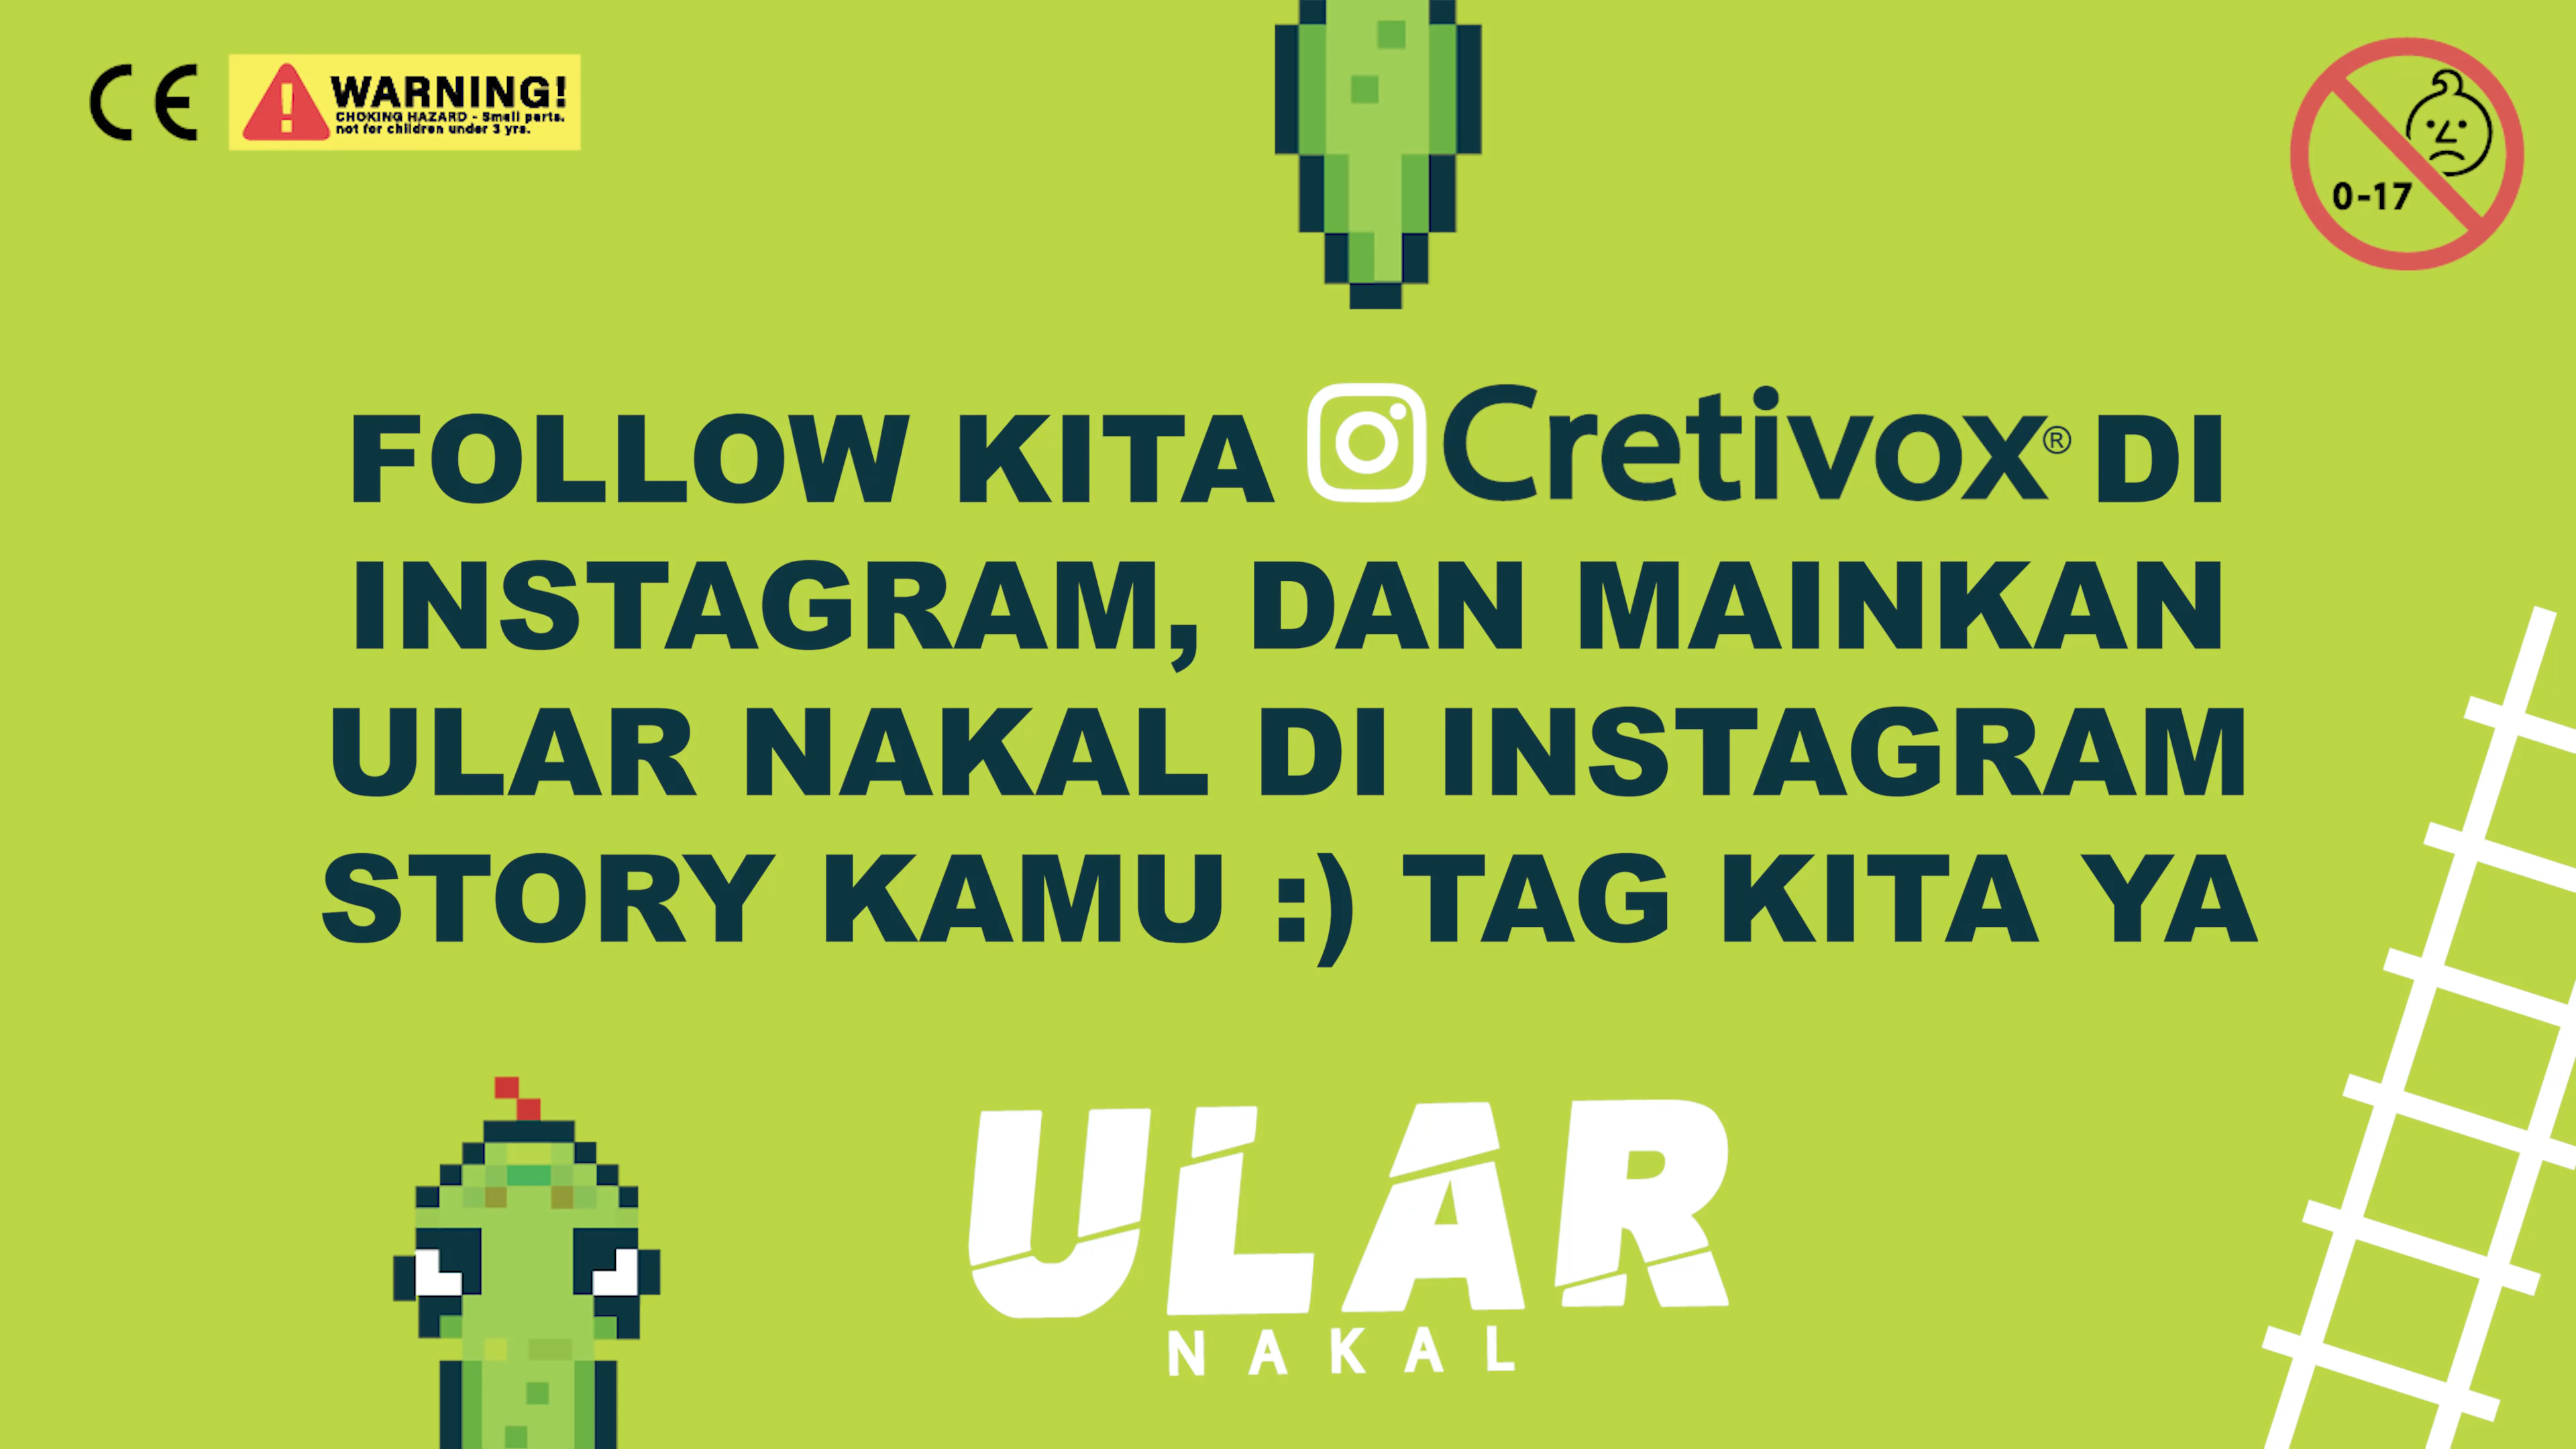 CE
WARNING!
CHOKING HAZARD - Small parts.
not for children under 3 yrs.
0-17
FOLLOW KITA Cretivox® DI
INSTAGRAM, DAN MAINKAN
ULAR NAKAL DI INSTAGRAM
STORY KAMU :) TAG KITA YA
ULAR
NAKAL